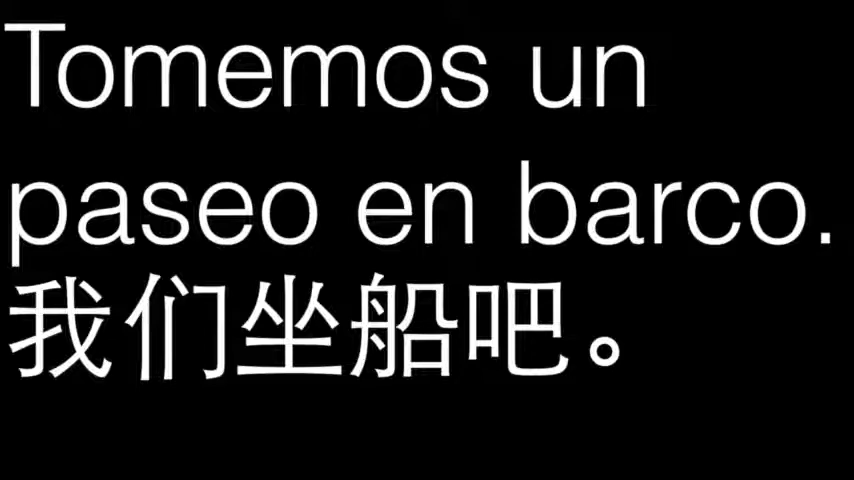 Tomemos un
paseo en barco.
我们坐船吧。